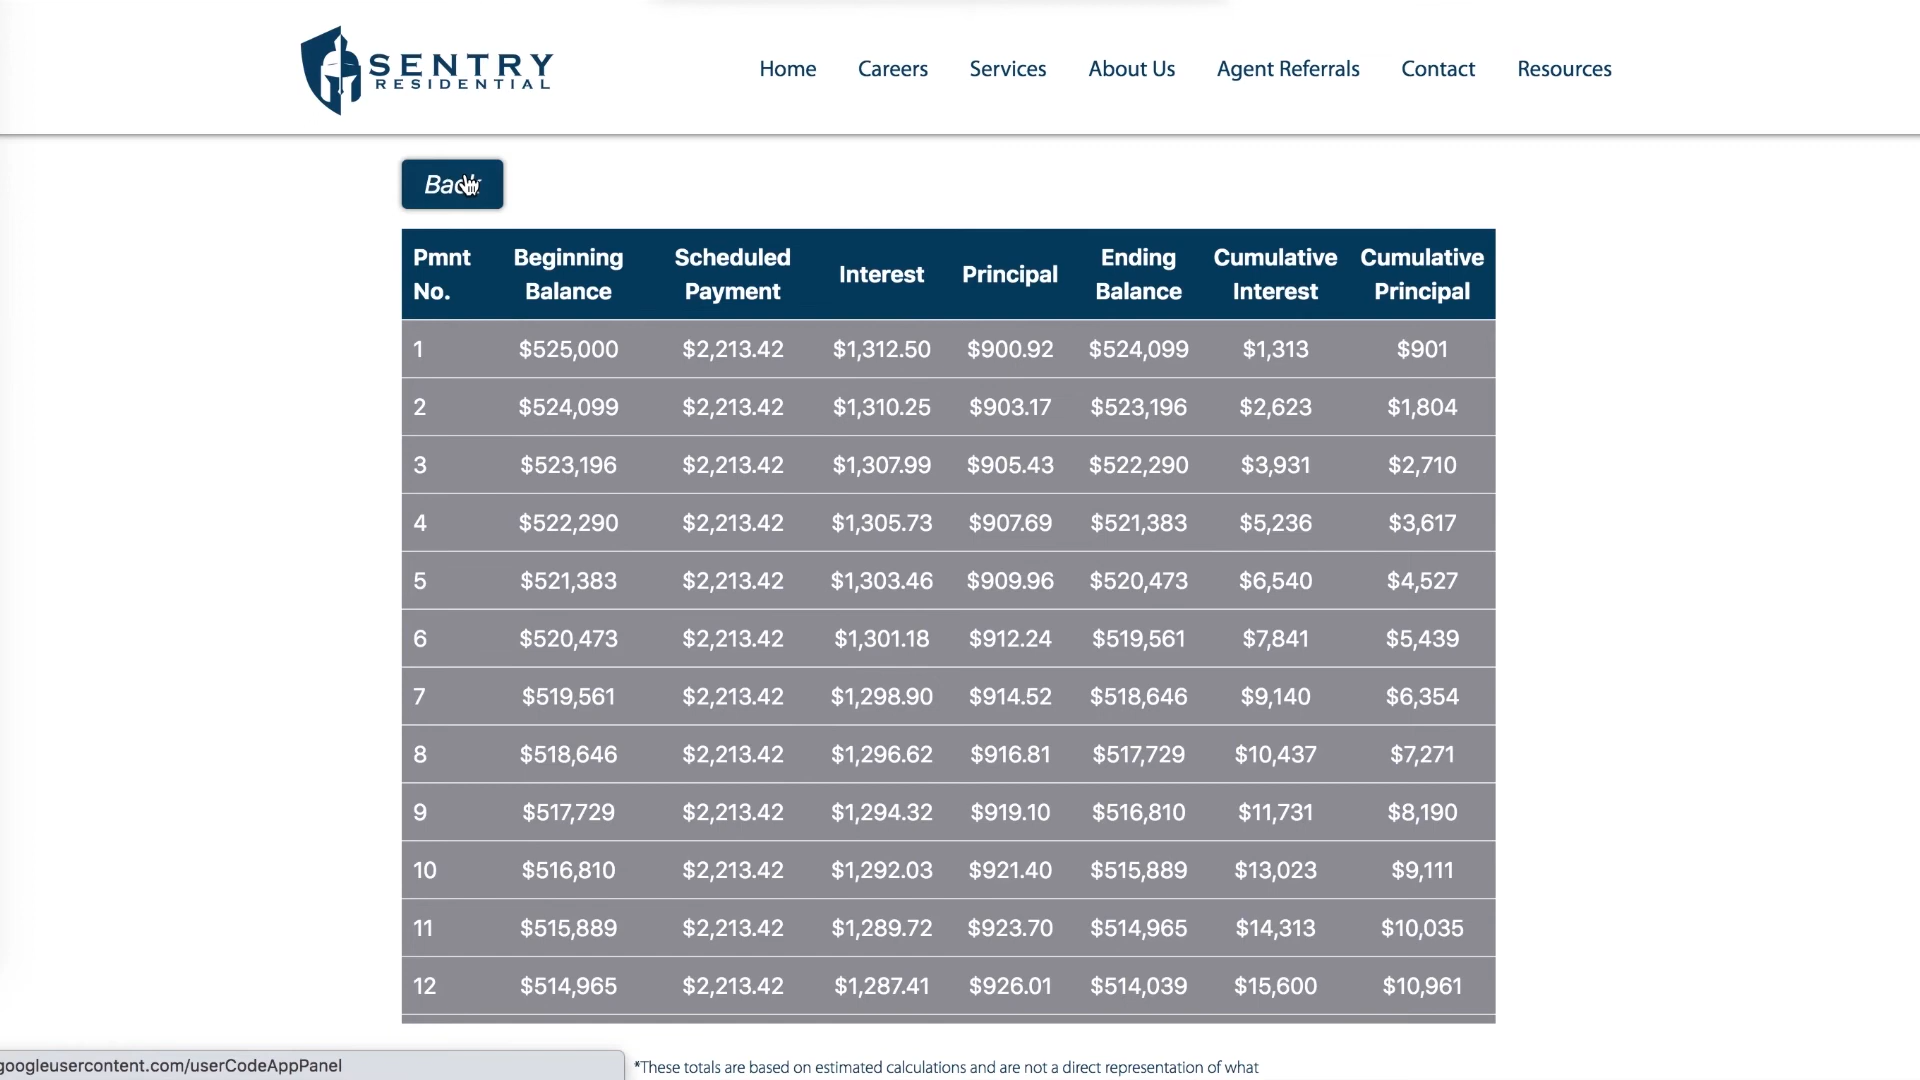 SENTRY
RESIDENTIAL
Home Careers Services About Us Agent Referrals Contact Resources
Back
Pmnt No. Beginning Balance Scheduled Payment Interest Principal Ending Balance Cumulative Interest Cumulative Principal
1 $525,000 $2,213.42 $1,312.50 $900.92 $524,099 $1,313 $901
2 $524,099 $2,213.42 $1,310.25 $903.17 $523,196 $2,623 $1,804
3 $523,196 $2,213.42 $1,307.99 $905.43 $522,290 $3,931 $2,710
4 $522,290 $2,213.42 $1,305.73 $907.69 $521,383 $5,236 $3,617
5 $521,383 $2,213.42 $1,303.46 $909.96 $520,473 $6,540 $4,527
6 $520,473 $2,213.42 $1,301.18 $912.24 $519,561 $7,841 $5,439
7 $519,561 $2,213.42 $1,298.90 $914.52 $518,646 $9,140 $6,354
8 $518,646 $2,213.42 $1,296.62 $916.81 $517,729 $10,437 $7,271
9 $517,729 $2,213.42 $1,294.32 $919.10 $516,810 $11,731 $8,190
10 $516,810 $2,213.42 $1,292.03 $921.40 $515,889 $13,023 $9,111
11 $515,889 $2,213.42 $1,289.72 $923.70 $514,965 $14,313 $10,035
12 $514,965 $2,213.42 $1,287.41 $926.01 $514,039 $15,600 $10,961
googleusercontent.com/userCodeAppPanel
*These totals are based on estimated calculations and are not a direct representation of what